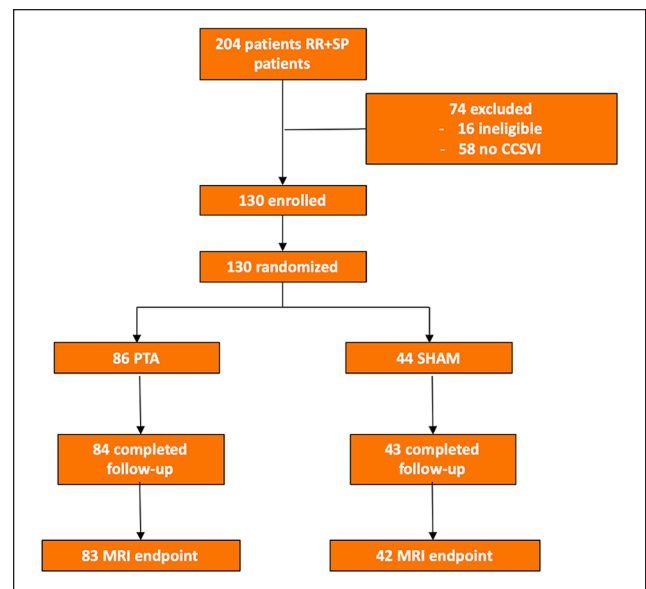 204 patients RR+SP
patients
74 excluded
- 16 ineligible
- 58 no CCSVI
130 enrolled
130 randomized
86 PTA
44 SHAM
84 completed
follow-up
43 completed
follow-up
83 MRI endpoint
42 MRI endpoint